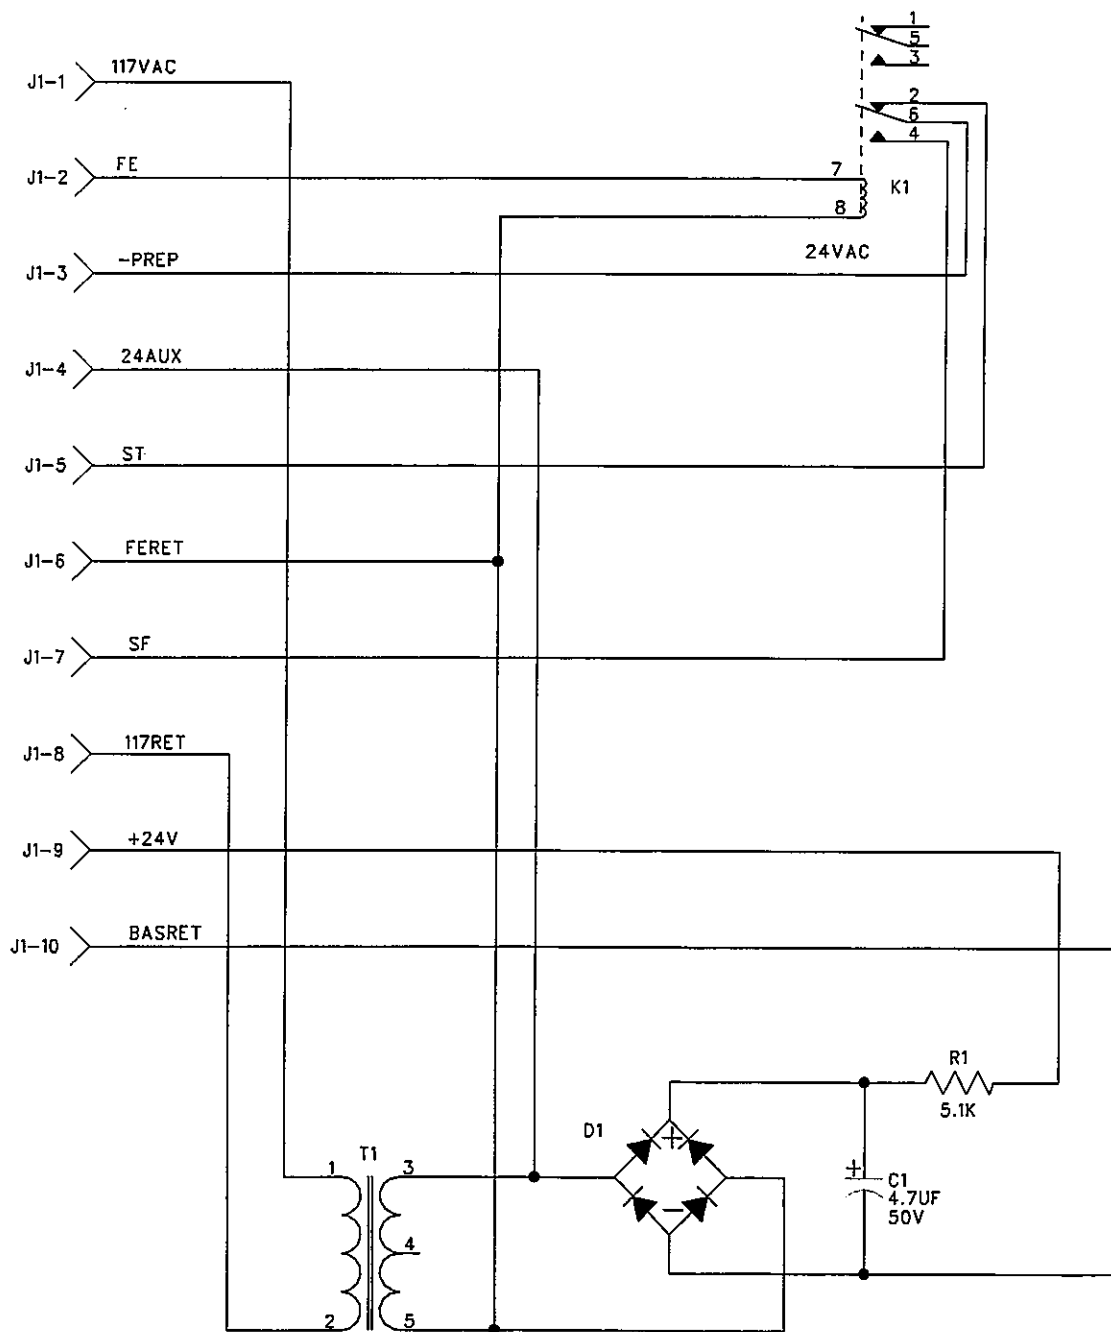 1
5
3
J1-1 117VAC
2
6
4
J1-2 FE
7
K1
8
J1-3 -PREP
24VAC
J1-4 24AUX
J1-5 ST
J1-6 FERET
J1-7 SF
J1-8 117RET
J1-9 +24V
J1-10 BASRET
R1
5.1K
D1
+
T1
1
3
+
C1
4.7UF
50V
-
4
2
5